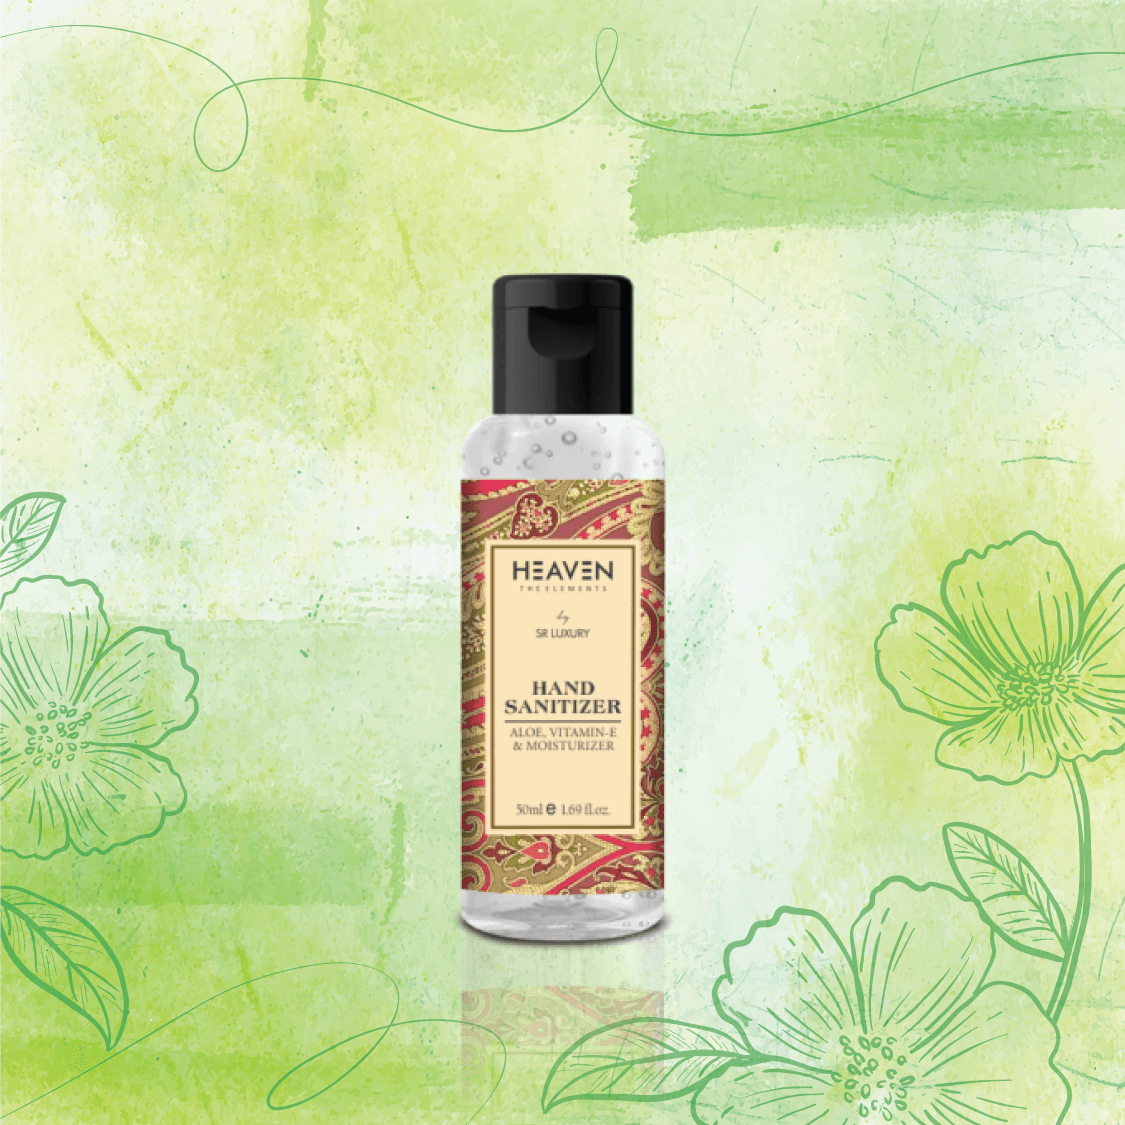 HEAVEN
THE ELEMENTS
by
SR LUXURY
HAND
SANITIZER
ALOE, VITAMIN-E
& MOISTURIZER
50ml e 1.69 fl.oz.